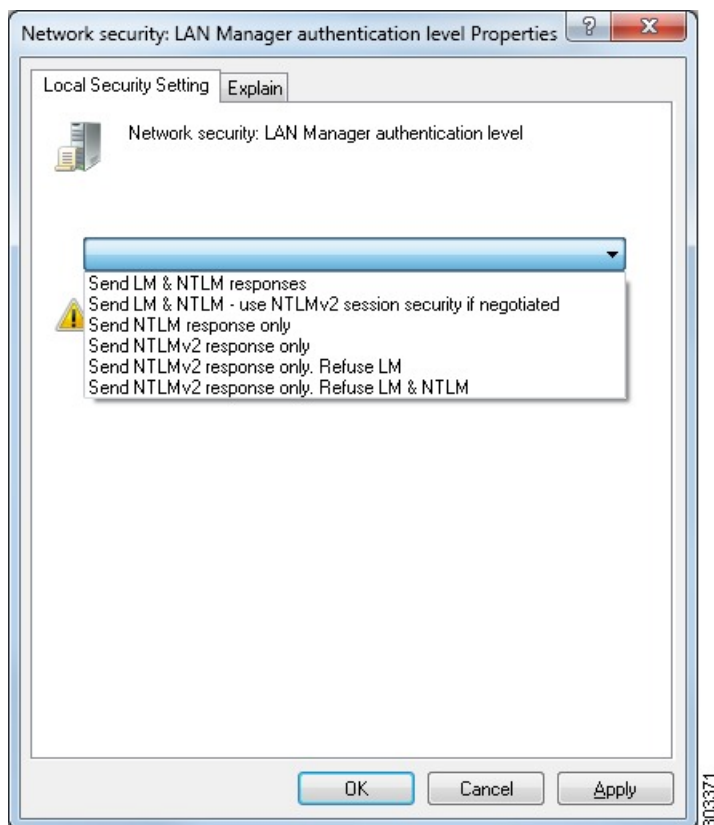 Network security: LAN Manager authentication level Properties
Local Security Setting
Explain
Network security: LAN Manager authentication level
Send LM & NTLM responses
Send LM & NTLM - use NTLMv2 session security if negotiated
Send NTLM response only
Send NTLMv2 response only
Send NTLMv2 response only. Refuse LM
Send NTLMv2 response only. Refuse LM & NTLM
OK
Cancel
Apply
303371